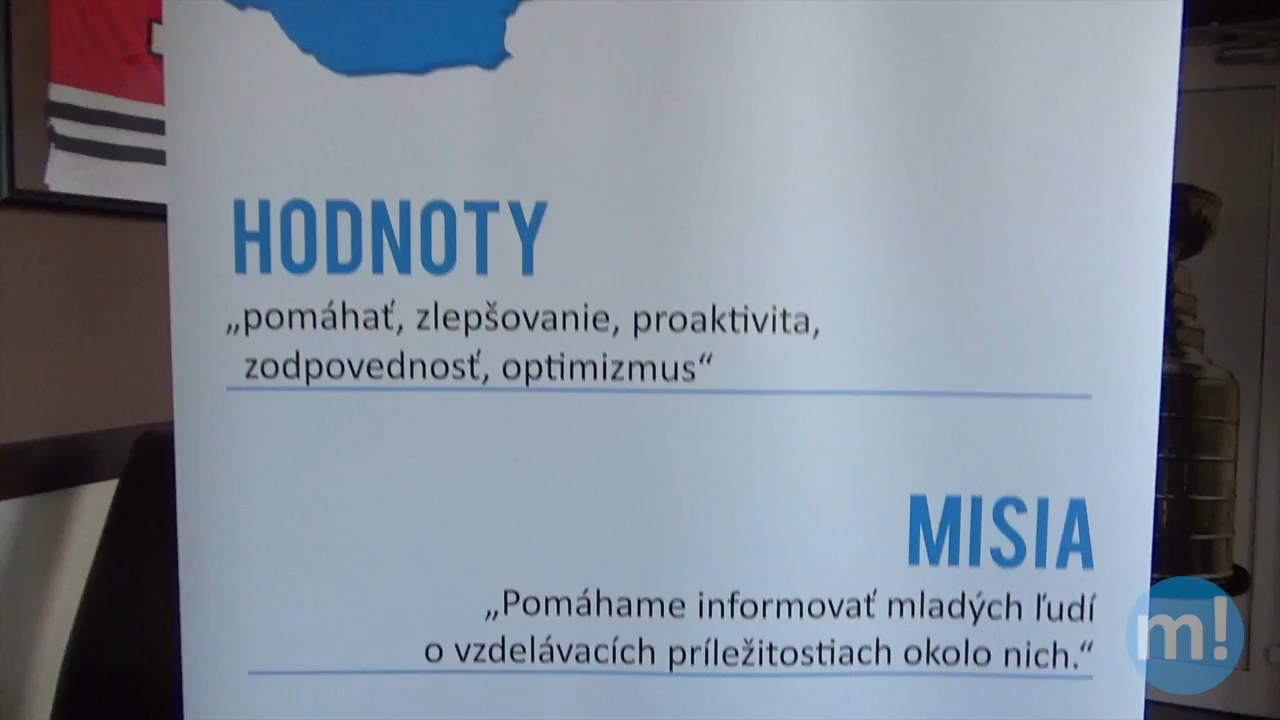 HODNOTY
„pomáhať, zlepšovanie, proaktivita,
zodpovednosť, optimizmus“
MISIA
„Pomáhame informovať mladých ľudí
o vzdelávacích príležitostiach okolo nich.“
m!